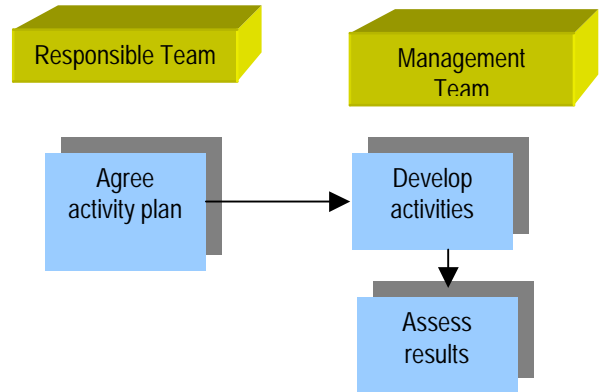 Responsible Team
Management
Team
Agree
activity plan
Develop
activities
Assess
results